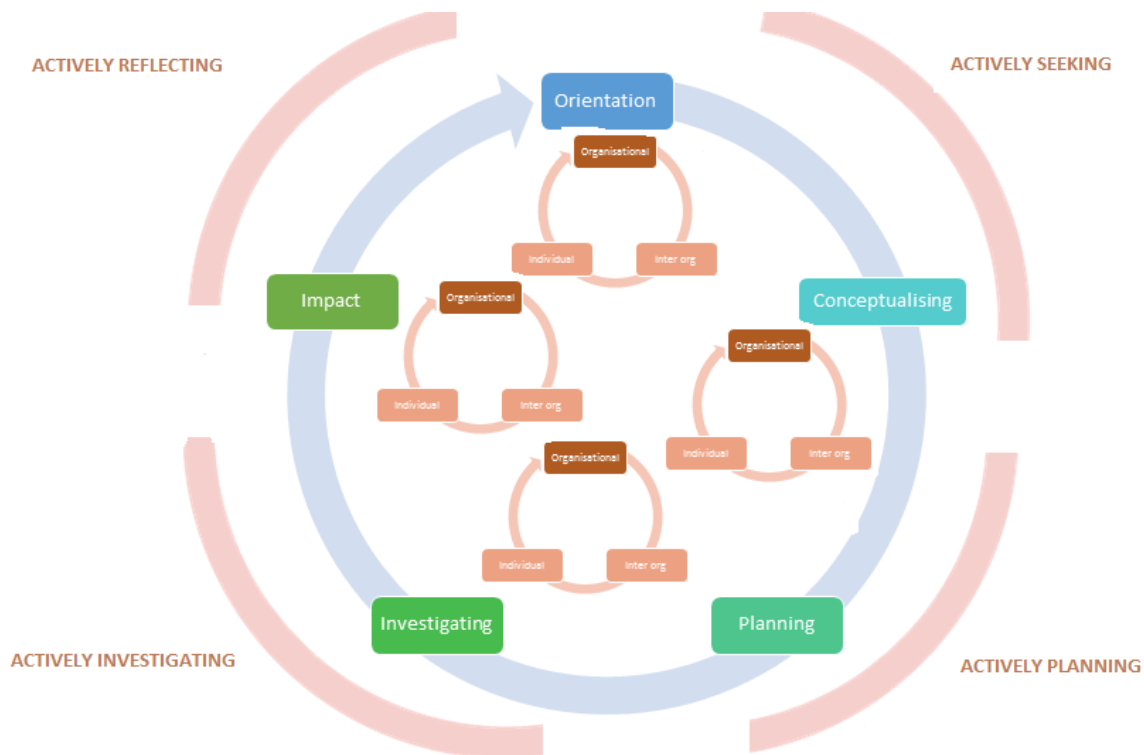 ACTIVELY REFLECTING
ACTIVELY SEEKING
Orientation
Organisational
Individual
Inter org
Impact
Organisational
Individual
Inter org
Conceptualising
Organisational
Individual
Inter org
Organisational
Individual
Inter org
Investigating
Planning
ACTIVELY INVESTIGATING
ACTIVELY PLANNING